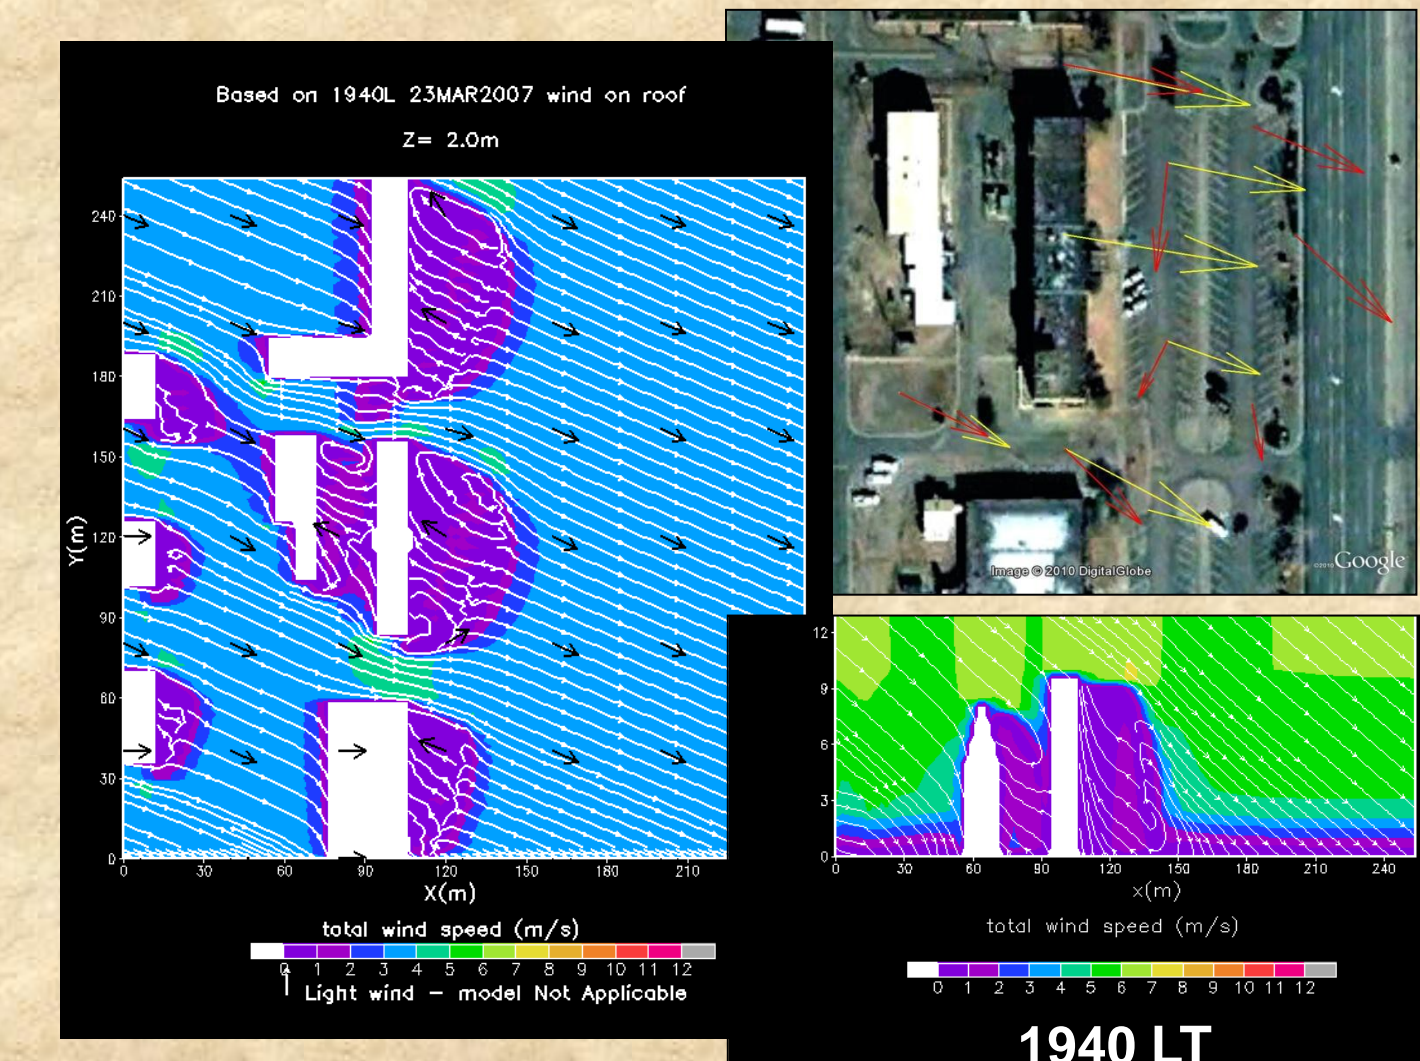 Based on 1940L 23MAR2007 wind on roof
Z= 2.0m
240
210
180
150
120
90
60
30
0
Y(m)
0 30 60 90 120 150 180 210
X(m)
total wind speed (m/s)
0 1 2 3 4 5 6 7 8 9 10 11 12
Light wind – model Not Applicable
Image © 2010 DigitalGlobe
©2010 Google
12
9
6
3
0
0 30 60 90 120 150 180 210 240
x(m)
total wind speed (m/s)
0 1 2 3 4 5 6 7 8 9 10 11 12
1940 LT